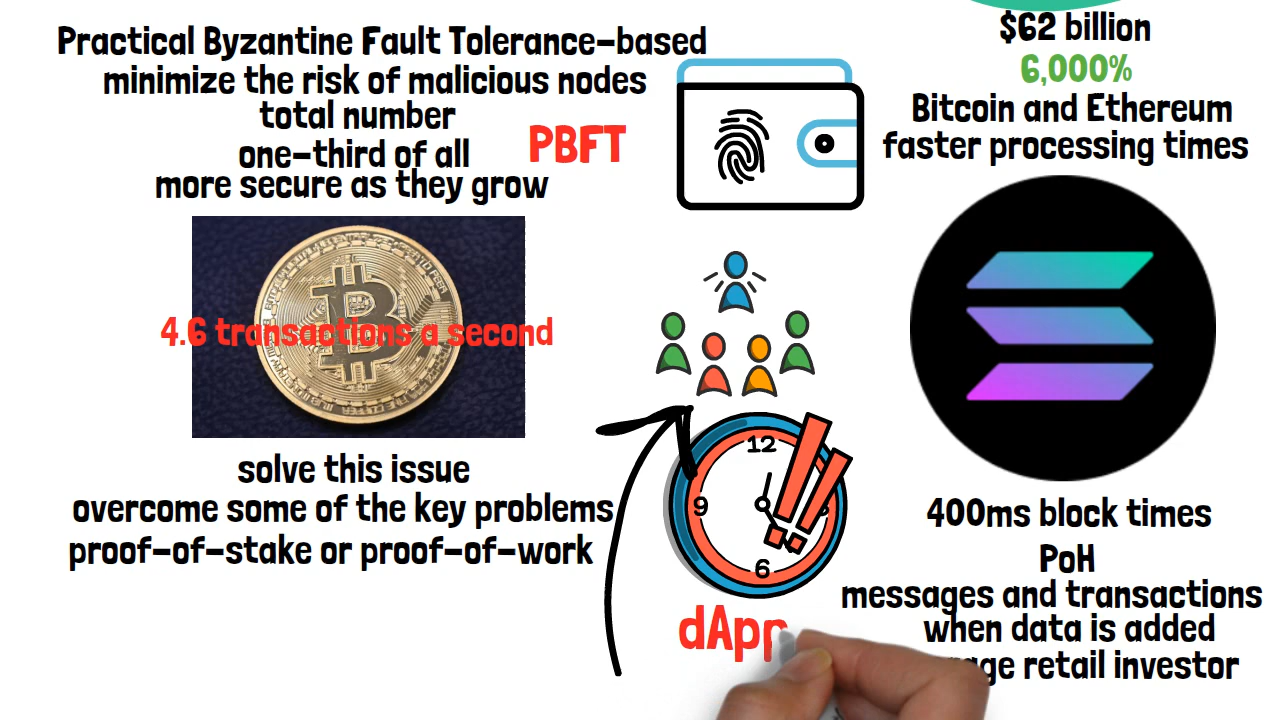 Practical Byzantine Fault Tolerance-based
minimize the risk of malicious nodes
total number
one-third of all
more secure as they grow
PBFT
4.6 transactions a second
solve this issue
overcome some of the key problems
proof-of-stake or proof-of-work
12
9
6
dApp
$62 billion
6,000%
Bitcoin and Ethereum
faster processing times
400ms block times
PoH
messages and transactions
when data is added
retail investor